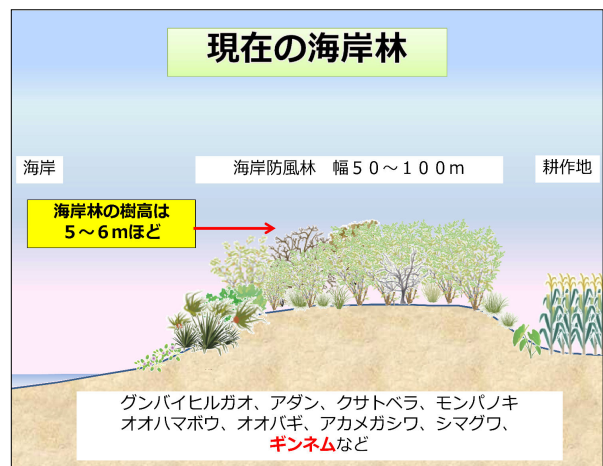 現在の海岸林
海岸
海岸防風林　幅５０～１００ｍ
耕作地
海岸林の樹高は
５～６ｍほど
グンバイヒルガオ、アダン、クサトベラ、モンパノキ
オオハマボウ、オオバギ、アカメガシワ、シマグワ、
ギンネムなど